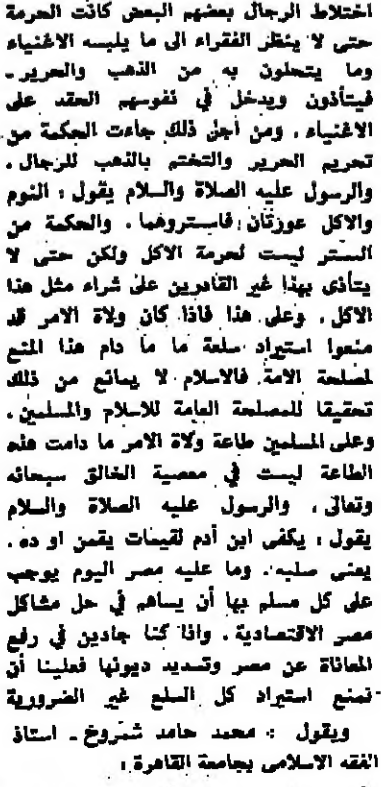 اختلاط الرجال بعضهم البعض كانت الحرمة
حتى لا ينظر الفقراء الى ما يلبسه الاغنياء
وما يتحلون به من الذهب والحرير ـ
فيتأذون ويدخل في نفوسهم الحقد على
الاغنياء . ومن أجل ذلك جاءت الحكمة من
تحريم الحرير والتختم بالذهب للرجال .
والرسول عليه الصلاة والسلام يقول : النوم
والاكل عورتان فاستروهما . والحكمة من
الستر ليست لحرمة الاكل ولكن حتى لا
يتأذى بهذا غير القادرين على شراء مثل هذا
الاكل . وعلى هذا فاذا كان ولاة الامر قد
منعوا استيراد سلعة ما ما دام هذا المنع
لمصلحة الامة فالاسلام لا يمانع من ذلك
تحقيقا للمصلحة العامة للاسلام والمسلمين .
وعلى المسلمين طاعة ولاة الامر ما دامت هذه
الطاعة ليست في معصية الخالق سبحانه
وتعالى ، والرسول عليه الصلاة والسلام
يقول : يكفى ابن أدم لقيمات يقمن او ده .
يعنى صلبه . وما عليه مصر اليوم يوجب
على كل مسلم بها أن يساهم في حل مشاكل
مصر الاقتصادية . واذا كنا جادين في رفع
المعاناة عن مصر وتسديد ديونها فعلينا أن
نمنع استيراد كل السلع غير الضرورية
ويقول : محمد حامد شمروخ ـ استاذ
الفقه الاسلامى بجامعة القاهرة :